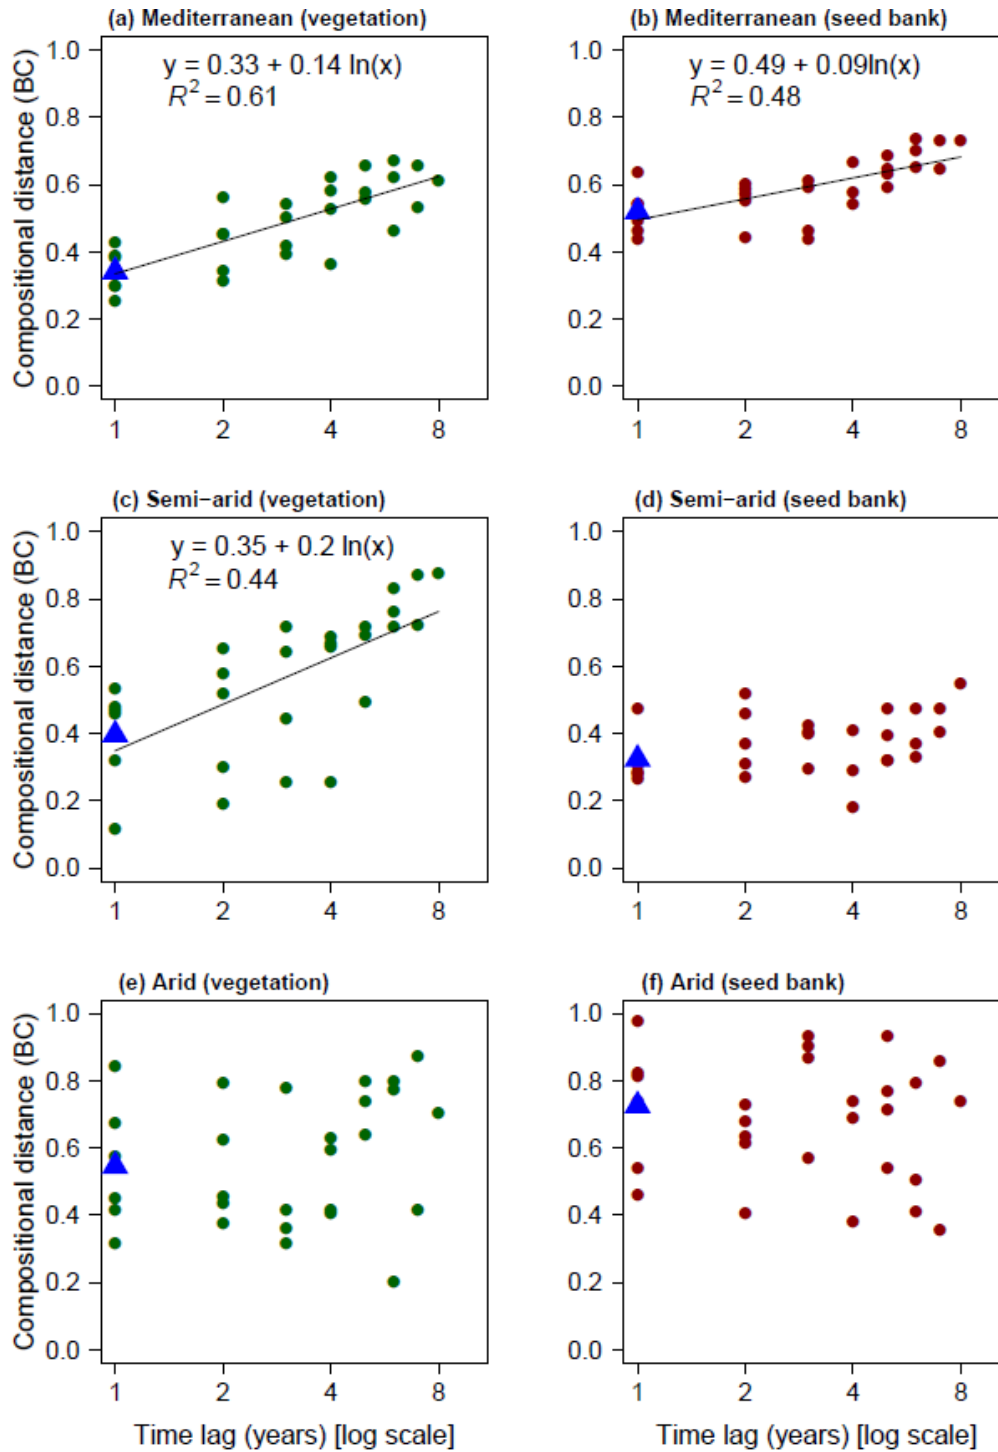 (a) Mediterranean (vegetation)
y = 0.33 + 0.14 ln(x)
R² = 0.61
Compositional distance (BC)
1.0
0.8
0.6
0.4
0.2
0.0
1 2 4 8
(b) Mediterranean (seed bank)
y = 0.49 + 0.09ln(x)
R² = 0.48
1.0
0.8
0.6
0.4
0.2
0.0
1 2 4 8
(c) Semi−arid (vegetation)
y = 0.35 + 0.2 ln(x)
R² = 0.44
Compositional distance (BC)
1.0
0.8
0.6
0.4
0.2
0.0
1 2 4 8
(d) Semi−arid (seed bank)
1.0
0.8
0.6
0.4
0.2
0.0
1 2 4 8
(e) Arid (vegetation)
Compositional distance (BC)
1.0
0.8
0.6
0.4
0.2
0.0
1 2 4 8
Time lag (years) [log scale]
(f) Arid (seed bank)
1.0
0.8
0.6
0.4
0.2
0.0
1 2 4 8
Time lag (years) [log scale]